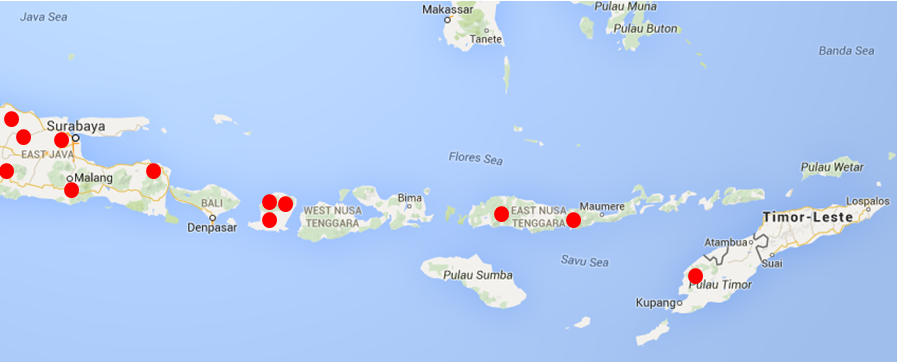 Java Sea
Makassar
Tanete
Pulau Muna
Pulau Buton
Banda Sea
Surabaya
EAST JAVA
Malang
BALI
Denpasar
WEST NUSA
TENGGARA
Bima
Flores Sea
EAST NUSA
TENGGARA
Maumere
Pulau Sumba
Savu Sea
Pulau Wetar
Timor-Leste
Lospalos
Atambua
Suai
Pulau Timor
Kupang